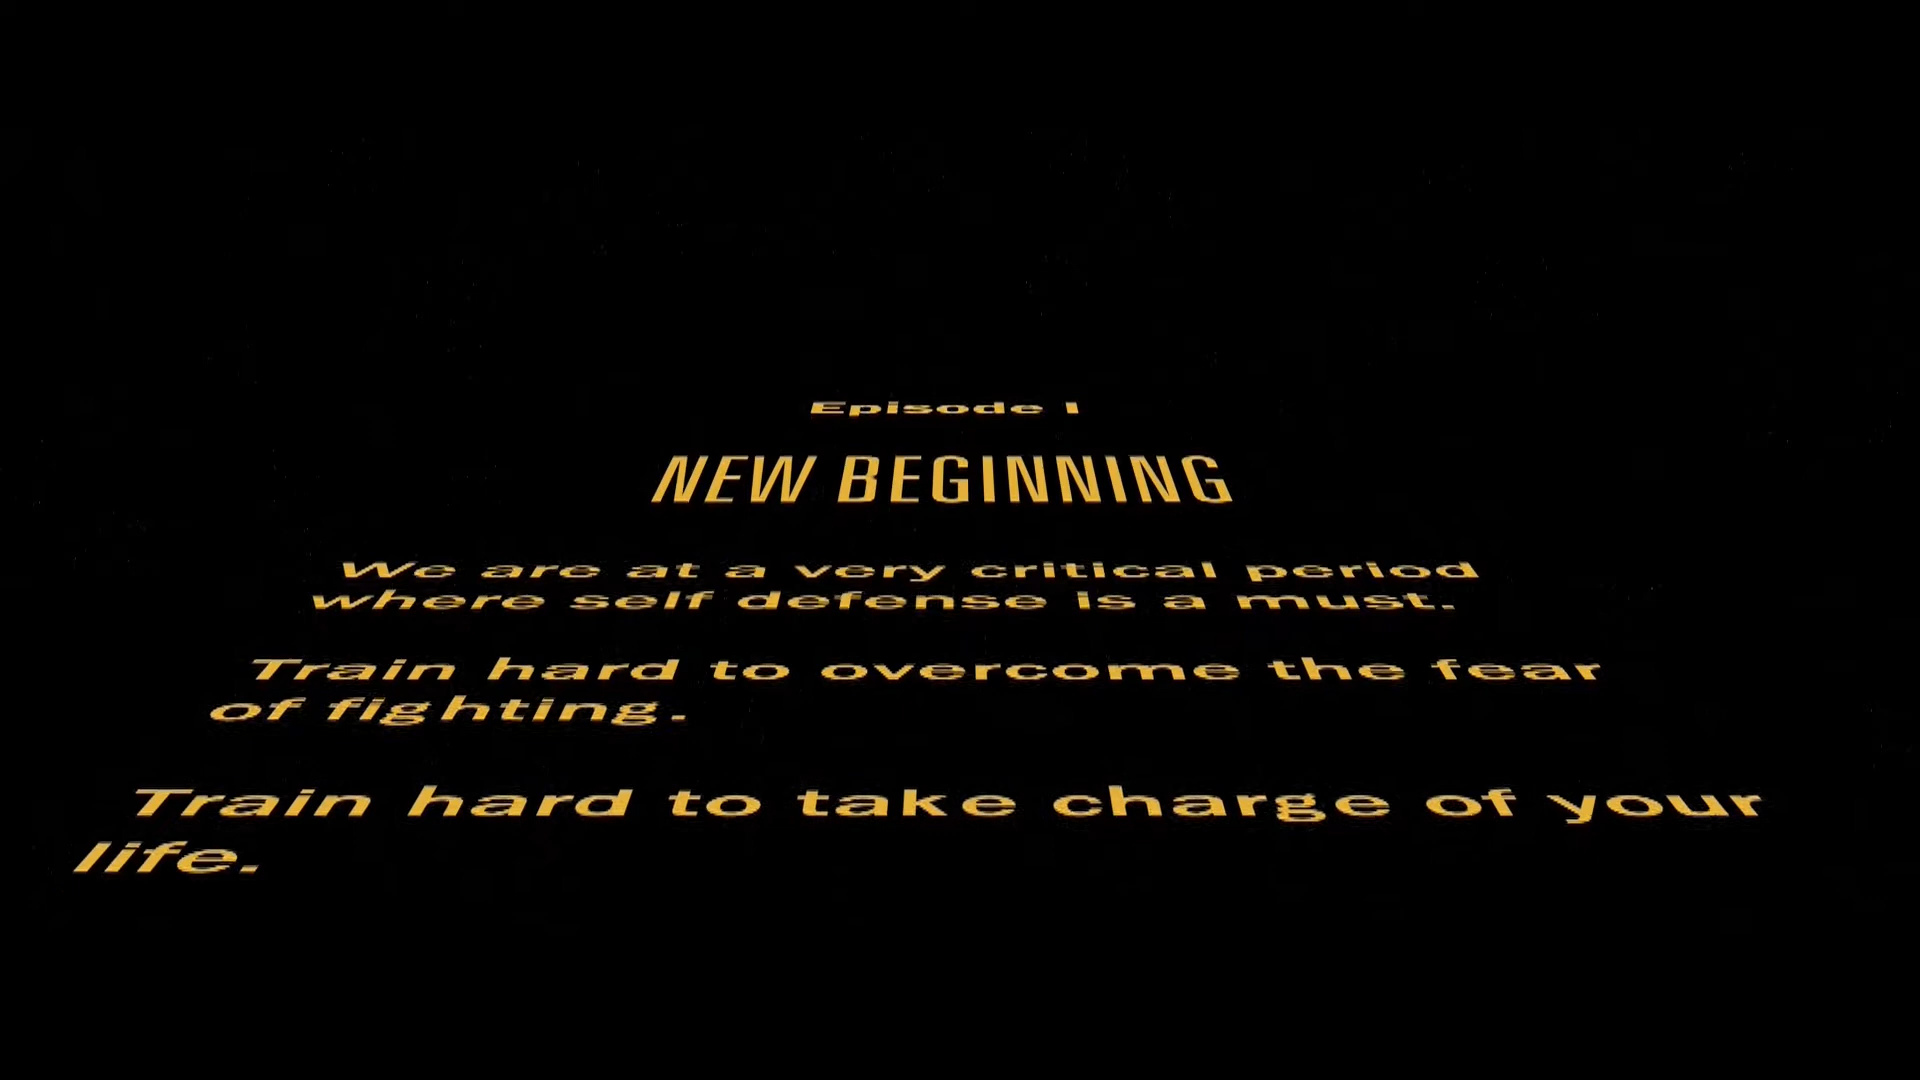 Episode I
NEW BEGINNING
We are at a very critical period
where self defense is a must.
Train hard to overcome the fear
of fighting.
Train hard to take charge of your
life.